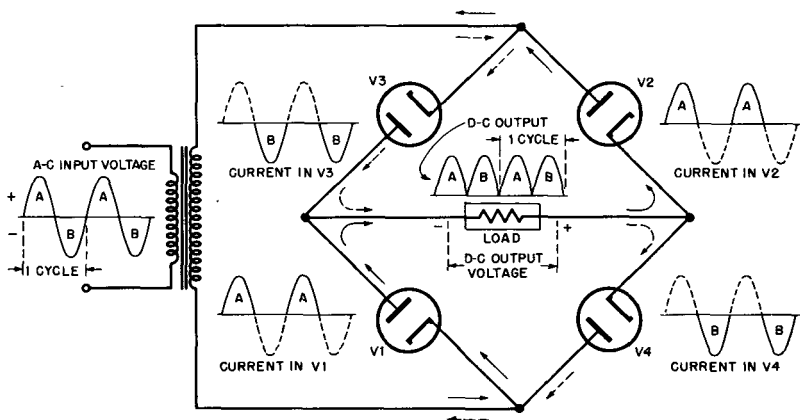 V3
V2
D-C OUTPUT
1 CYCLE
A
A
B
B
CURRENT IN V3
A
B
A
B
A
A
B
B
CURRENT IN V2
A-C INPUT VOLTAGE
+
A
A
-
B
B
1 CYCLE
- LOAD +
D-C OUTPUT
VOLTAGE
A
A
CURRENT IN V1
V1
V4
B
B
CURRENT IN V4